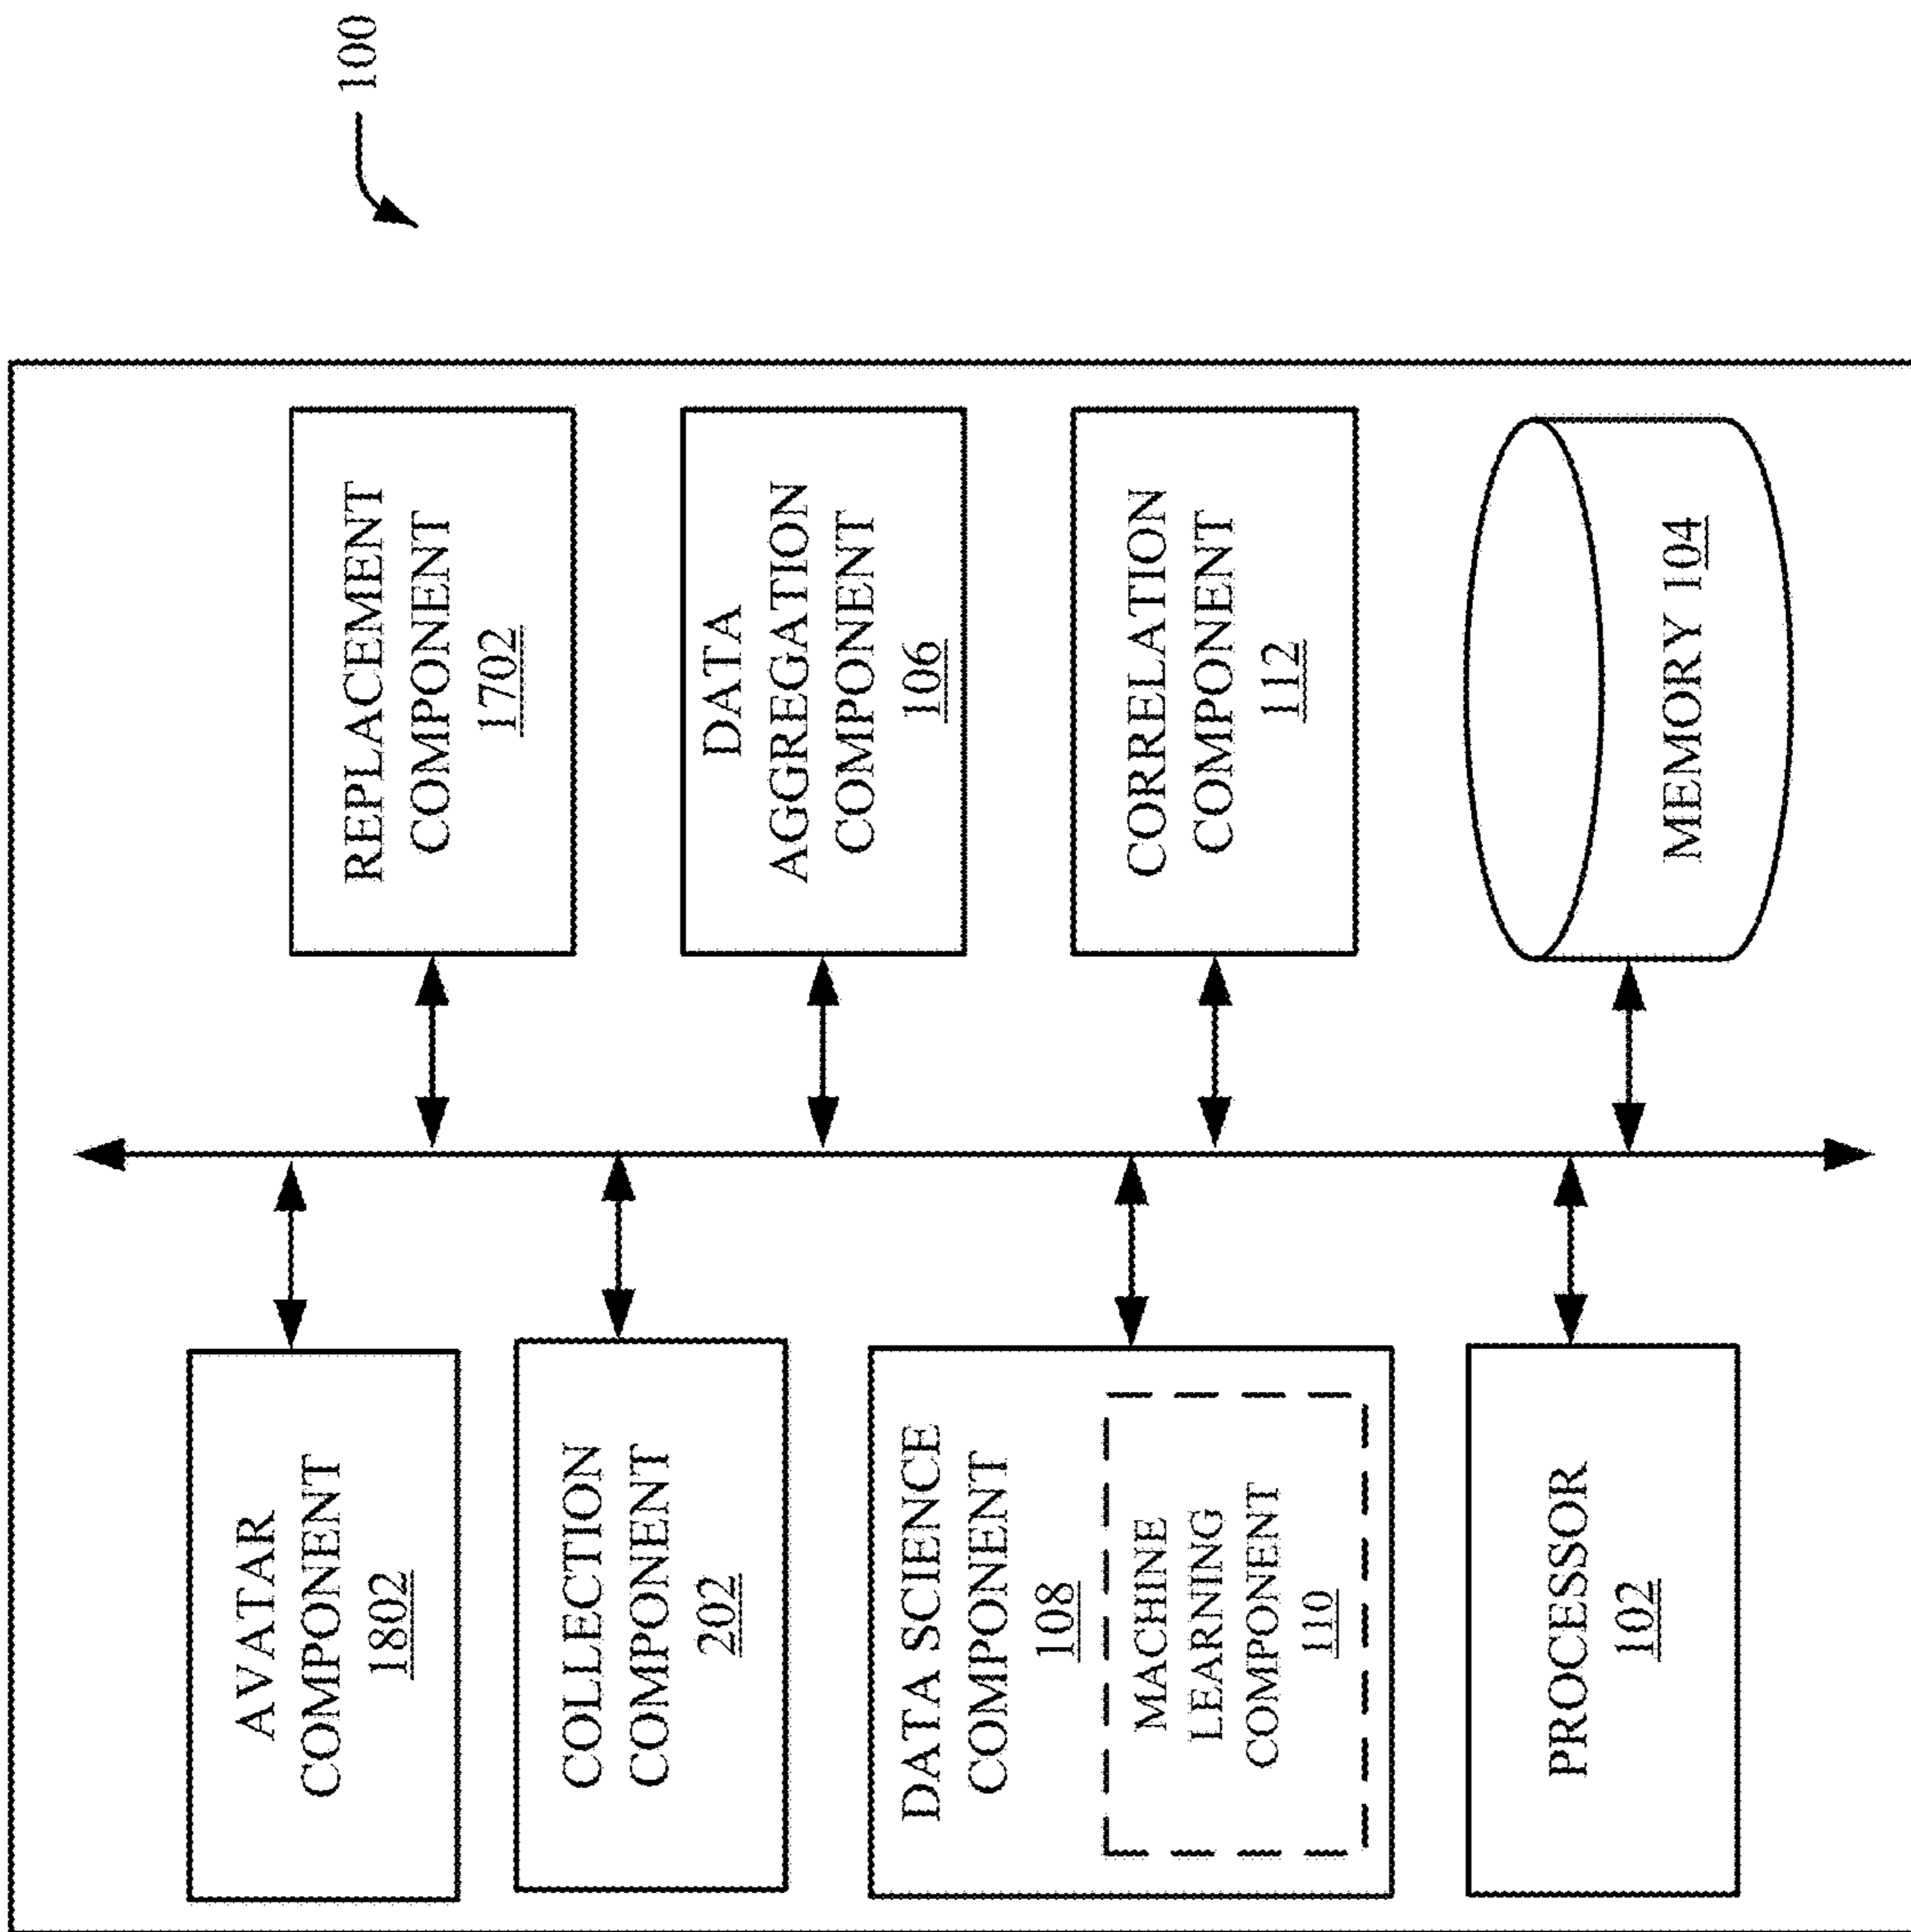 100
AVATAR
COMPONENT
1802
REPLACEMENT
COMPONENT
1702
COLLECTION
COMPONENT
202
DATA
AGGREGATION
COMPONENT
106
DATA SCIENCE
COMPONENT
108
MACHINE
LEARNING
COMPONENT
110
CORRELATION
COMPONENT
112
PROCESSOR
102
MEMORY 104